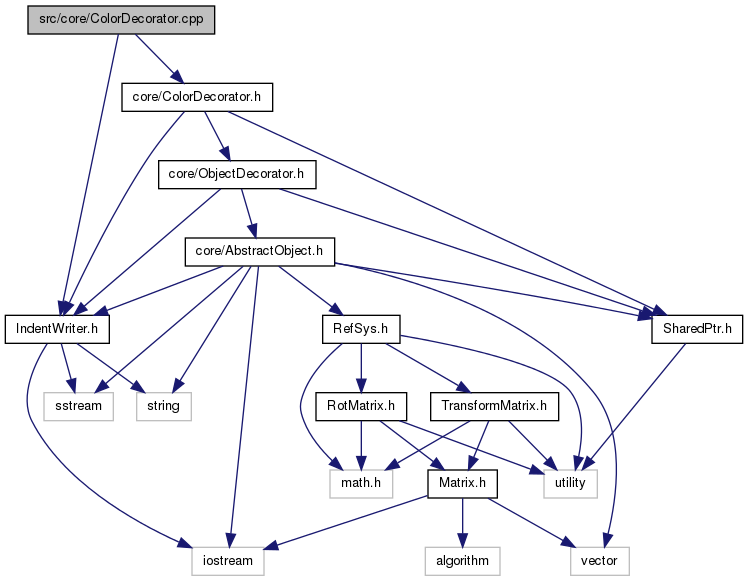 src/core/ColorDecorator.cpp
core/ColorDecorator.h
core/ObjectDecorator.h
core/AbstractObject.h
IndentWriter.h
RefSys.h
SharedPtr.h
sstream
string
RotMatrix.h
TransformMatrix.h
math.h
Matrix.h
utility
iostream
algorithm
vector